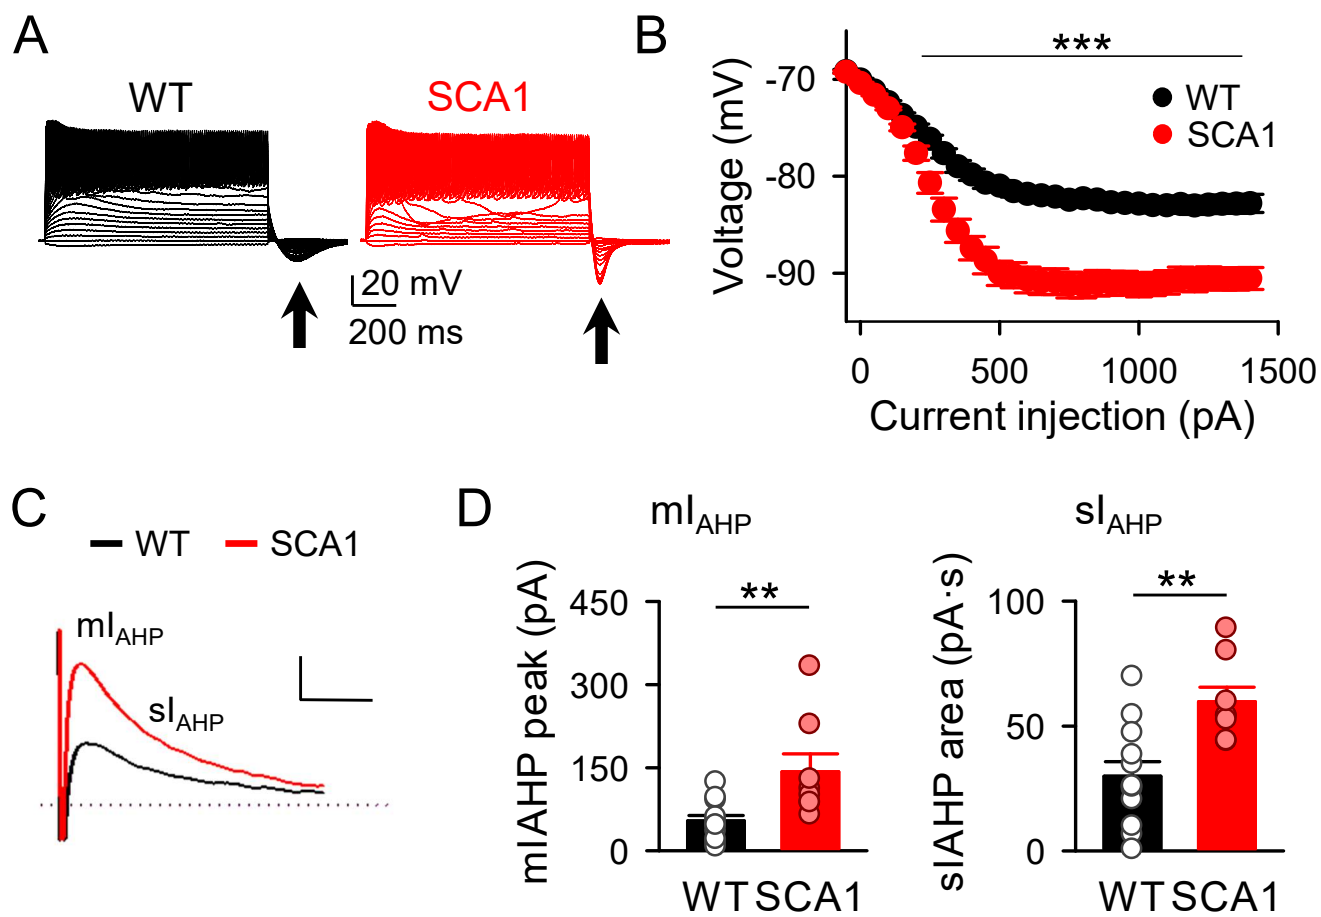 A
WT
SCA1
20 mV
200 ms
B
***
WT
SCA1
Voltage (mV)
-70
-80
-90
0 500 1000 1500
Current injection (pA)
C
WT SCA1
mIAHP
sIAHP
D
mIAHP
mIAHP peak (pA)
450
300
150
0
**
WT SCA1
sIAHP
sIAHP area (pA·s)
100
50
0
**
WT SCA1